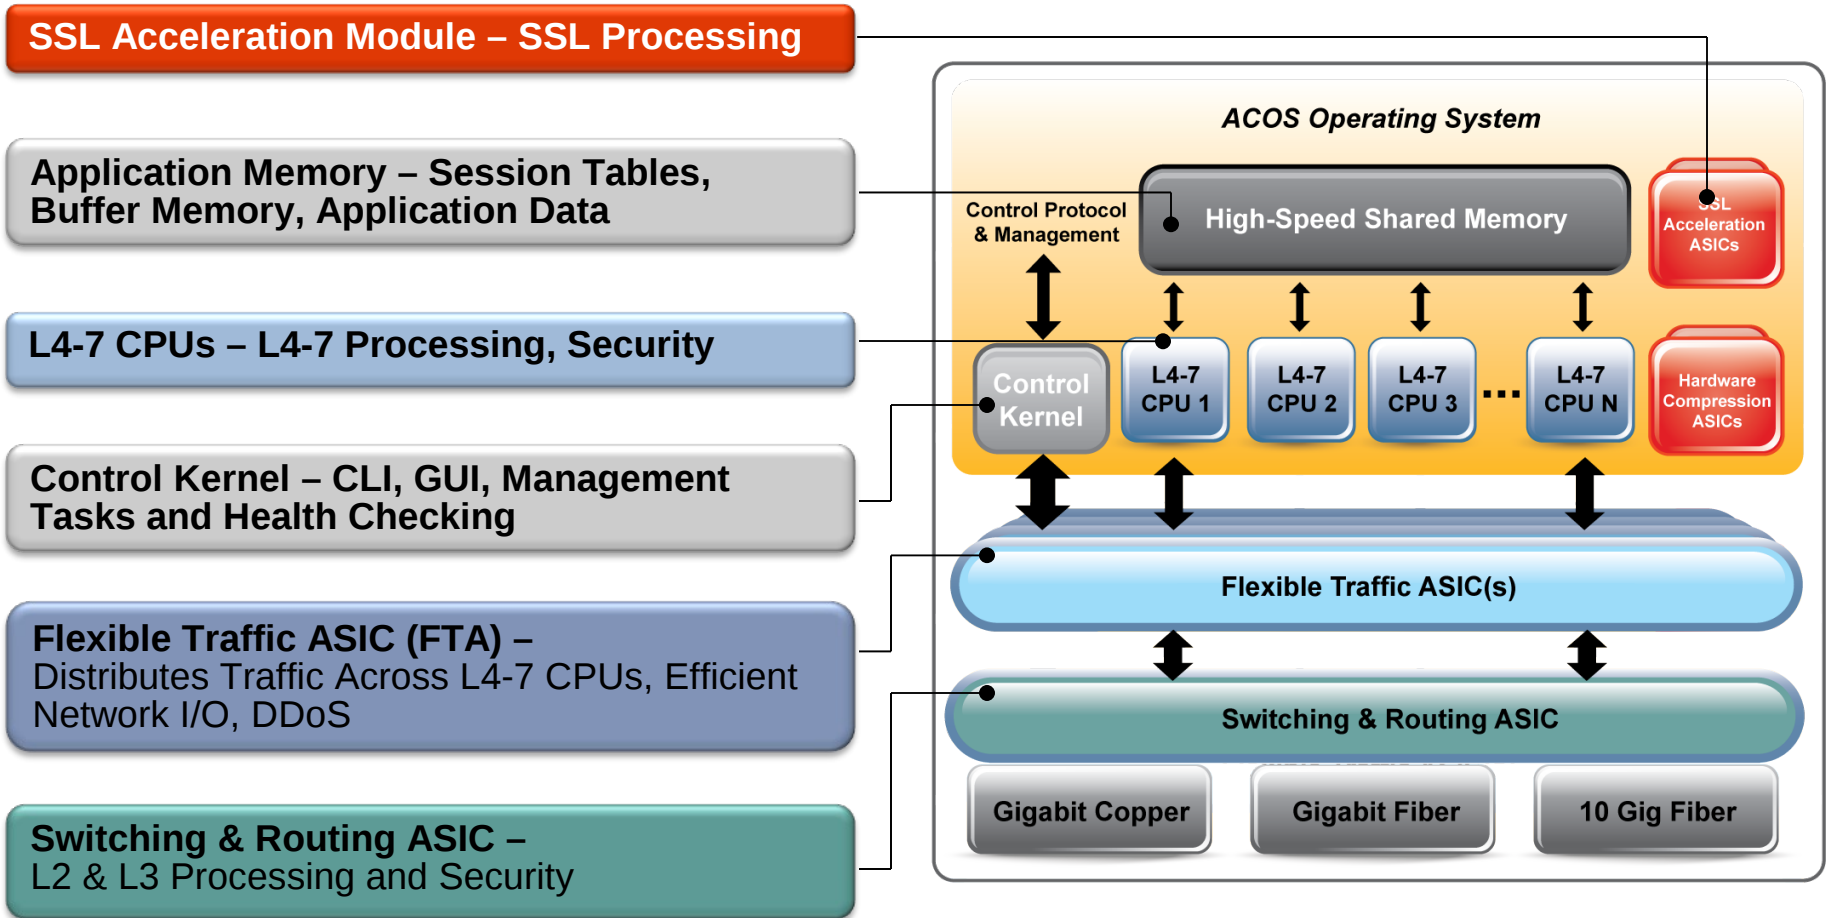 SSL Acceleration Module – SSL Processing
Application Memory – Session Tables,
Buffer Memory, Application Data
L4-7 CPUs – L4-7 Processing, Security
Control Kernel – CLI, GUI, Management
Tasks and Health Checking
Flexible Traffic ASIC (FTA) –
Distributes Traffic Across L4-7 CPUs, Efficient
Network I/O, DDoS
Switching & Routing ASIC –
L2 & L3 Processing and Security
ACOS Operating System
Control Protocol
& Management
High-Speed Shared Memory
SSL
Acceleration
ASICs
Control
Kernel
L4-7
CPU 1
L4-7
CPU 2
L4-7
CPU 3
...
L4-7
CPU N
Hardware
Compression
ASICs
Flexible Traffic ASIC(s)
Switching & Routing ASIC
Gigabit Copper
Gigabit Fiber
10 Gig Fiber